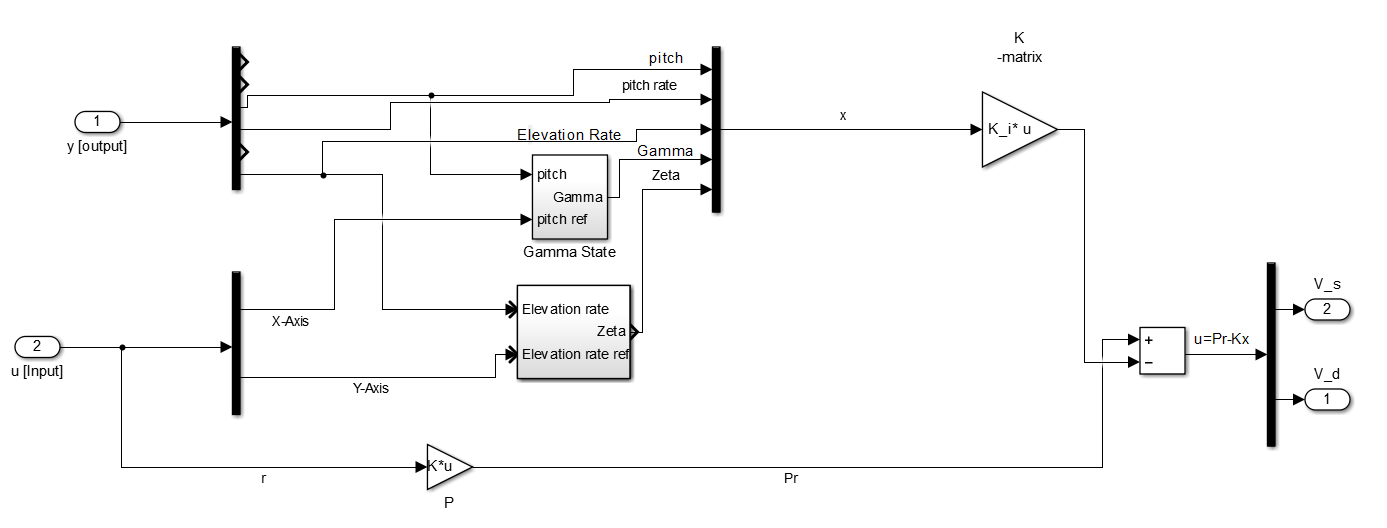 K
-matrix
pitch
pitch rate
1
y [output]
x
K_i* u
Elevation Rate
Gamma
pitch
Zeta
Gamma
pitch ref
Gamma State
V_s
2
X-Axis
Elevation rate
Zeta
Elevation rate ref
+
−
u=Pr-Kx
2
u [Input]
Y-Axis
V_d
1
K*u
r
Pr
P